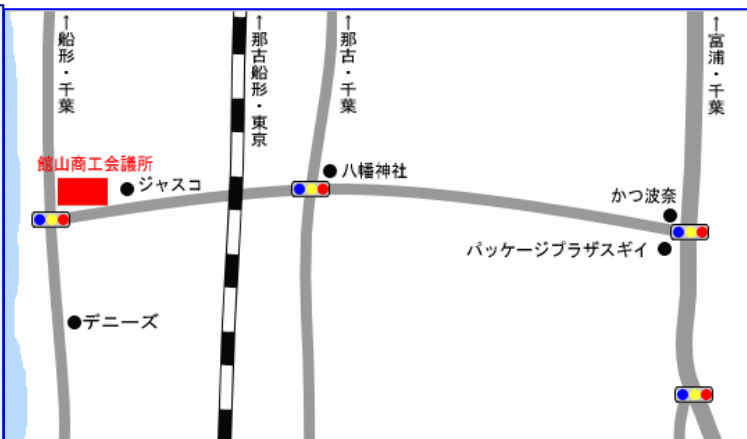 ↑船形・千葉
↑那古船形・東京
↑那古・千葉
↑富浦・千葉
館山商工会議所
ジャスコ
八幡神社
かつ波奈
パッケージプラザスギイ
デニーズ